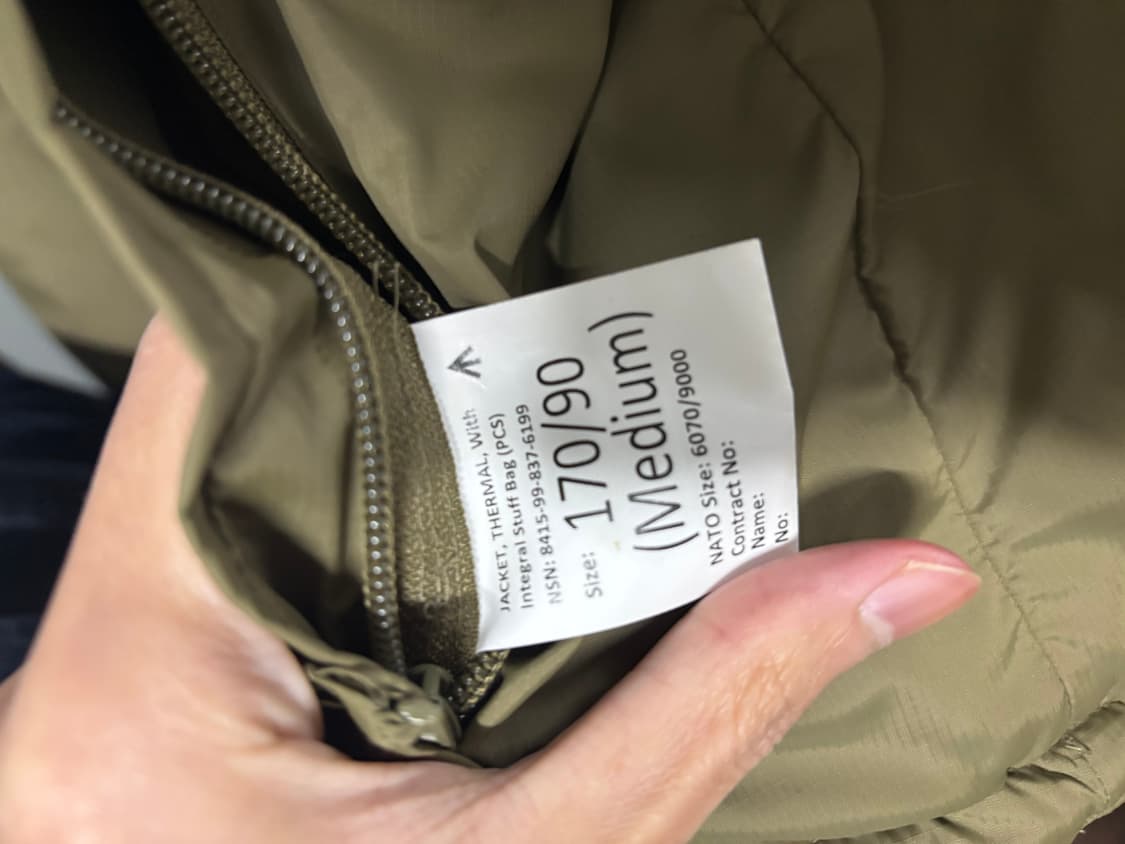 JACKET, THERMAL, With
Integral Stuff Bag (PCS)
NSN: 8415-99-837-6199
Size: 170/90
(Medium)
NATO Size: 6070/9000
Contract No:
Name:
No: